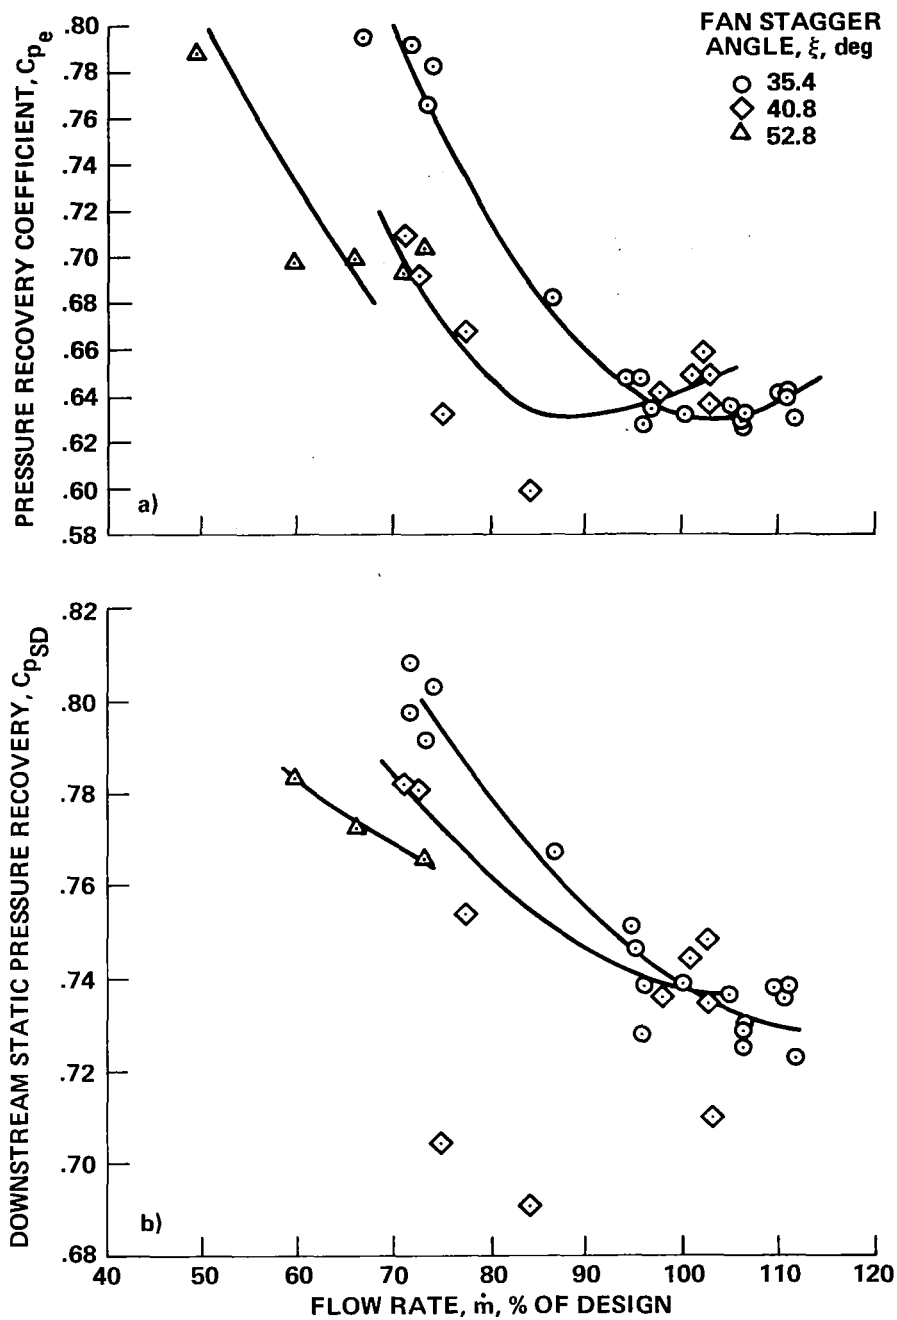 FAN STAGGER
ANGLE, ξ, deg
35.4
40.8
52.8
PRESSURE RECOVERY COEFFICIENT, Cpe
.80
.78
.76
.74
.72
.70
.68
.66
.64
.62
.60
.58
a)
DOWNSTREAM STATIC PRESSURE RECOVERY, CpSD
.82
.80
.78
.76
.74
.72
.70
.68
b)
40 50 60 70 80 90 100 110 120
FLOW RATE, ṁ, % OF DESIGN